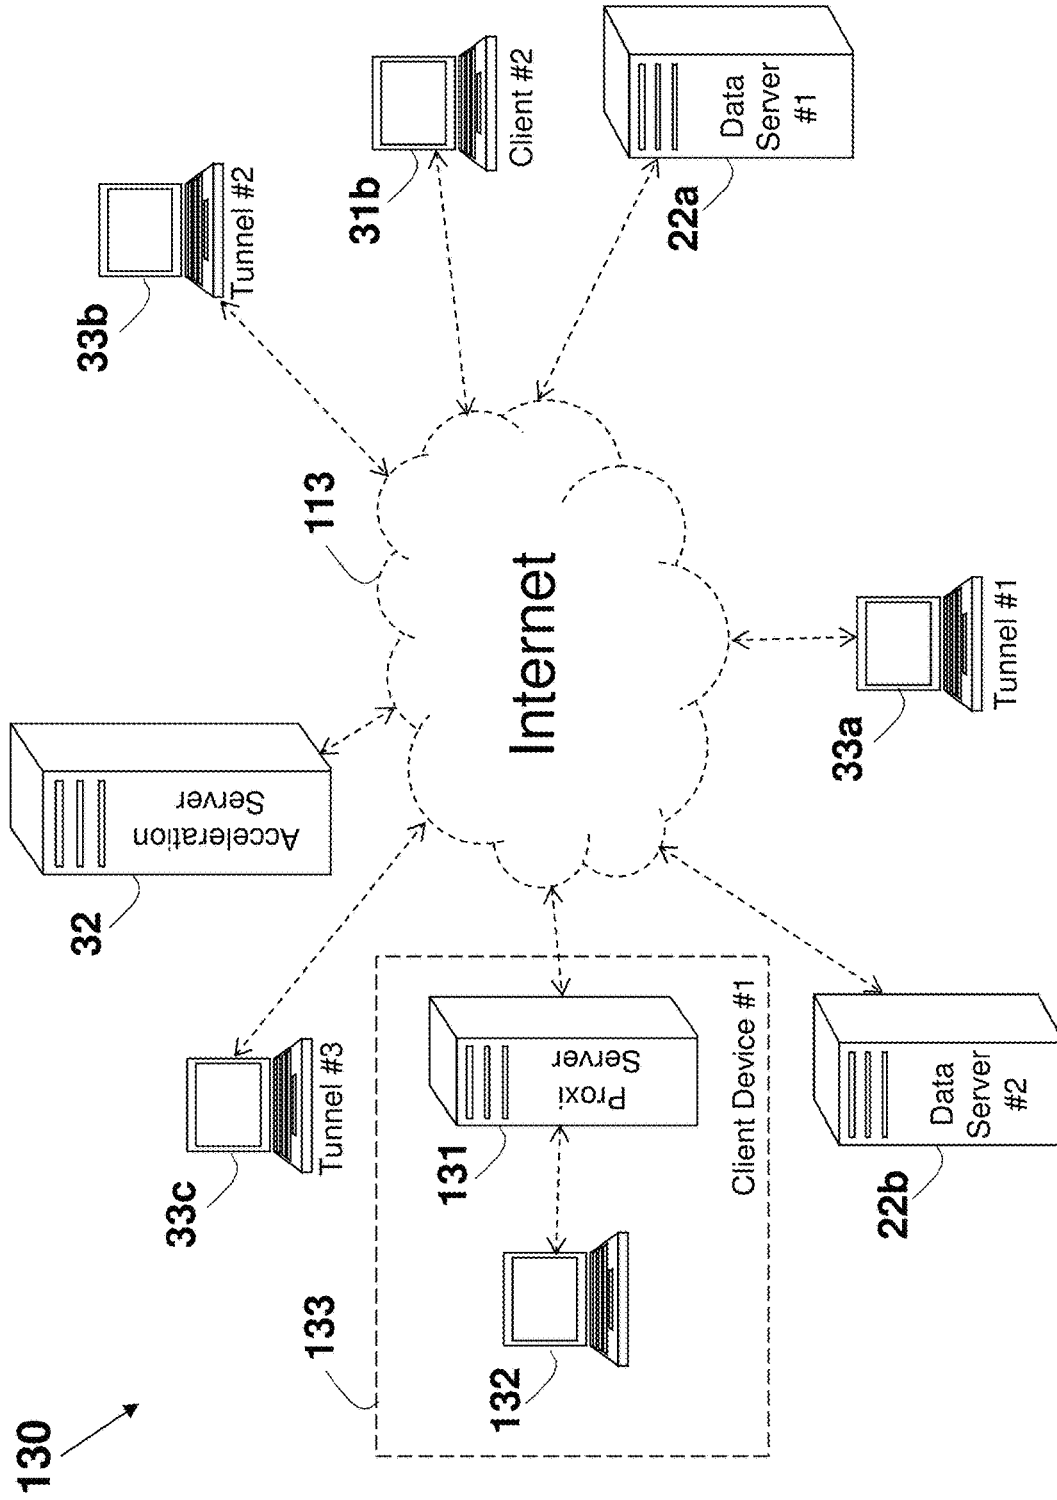 130
133
132
131
Proxi
Server
Client Device #1
33c
Tunnel #3
32
Acceleration
Server
113
Internet
33b
Tunnel #2
31b
Client #2
22a
Data
Server
#1
33a
Tunnel #1
22b
Data
Server
#2